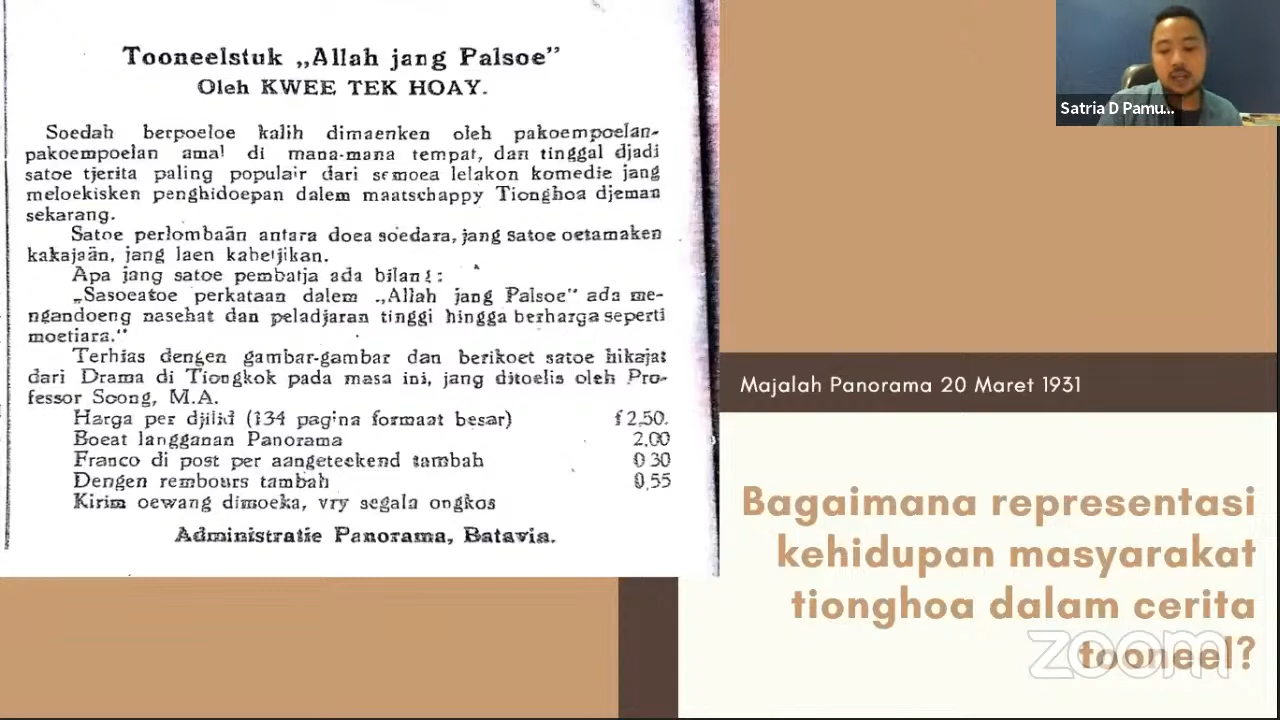 Tooneelstuk „Allah jang Palsoe”
Oleh KWEE TEK HOAY.
Soedah berpoeloe kalih dimaenken oleh pakoempoelan-
pakoempoelan amal di mana-mana tempat, dan tinggal djadi
satoe tjerita paling populair dari semoea lelakon komedie jang
meloekisken penghidoepan dalem maatschappy Tionghoa djeman
sekarang.
Satoe perlombaän antara doea soedara, jang satoe oetamaken
kakajaän, jang laen kabetjikan.
Apa jang satoe pembatja ada bilang:
„Sasoeatoe perkataan dalem „Allah jang Palsoe” ada me-
ngandoeng nasehat dan peladjaran tinggi hingga berharga seperti
moetiara.”
Terhias dengen gambar-gambar dan berikoet satoe hikajat
dari Drama di Tiongkok pada masa ini, jang ditoelis oleh Pro-
fessor Soong, M.A.
Harga per djilid (134 pagina formaat besar) f 2,50.
Boeat langganan Panorama 2,00
Franco di post per aangeteekend tambah 0 30
Dengen rembours tambah 0,55
Kirim oewang dimoeka, vry segala ongkos
Administratie Panorama, Batavia.
Satria D Pamu...
Majalah Panorama 20 Maret 1931
Bagaimana representasi
kehidupan masyarakat
tionghoa dalam cerita
tooneel?
zoom